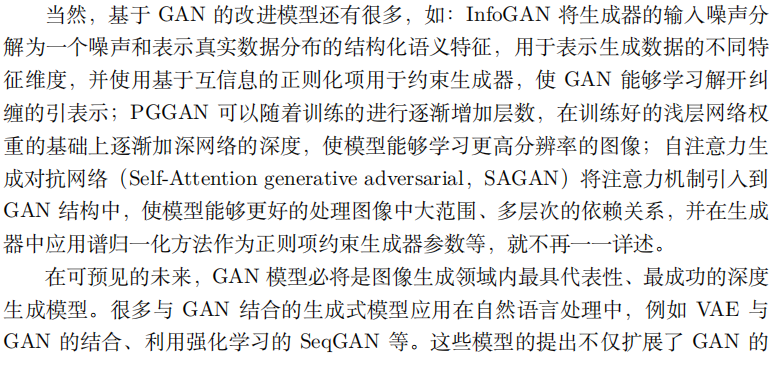 当然，基于 GAN 的改进模型还有很多，如：InfoGAN 将生成器的输入噪声分
解为一个噪声和表示真实数据分布的结构化语义特征，用于表示生成数据的不同特
征维度，并使用基于互信息的正则化项用于约束生成器，使 GAN 能够学习解开纠
缠的引表示；PGGAN 可以随着训练的进行逐渐增加层数，在训练好的浅层网络权
重的基础上逐渐加深网络的深度，使模型能够学习更高分辨率的图像；自注意力生
成对抗网络（Self-Attention generative adversarial，SAGAN）将注意力机制引入到
GAN 结构中，使模型能够更好的处理图像中大范围、多层次的依赖关系，并在生成
器中应用谱归一化方法作为正则项约束生成器参数等，就不再一一详述。
在可预见的未来，GAN 模型必将是图像生成领域内最具代表性、最成功的深度
生成模型。很多与 GAN 结合的生成式模型应用在自然语言处理中，例如 VAE 与
GAN 的结合、利用强化学习的 SeqGAN 等。这些模型的提出不仅扩展了 GAN 的